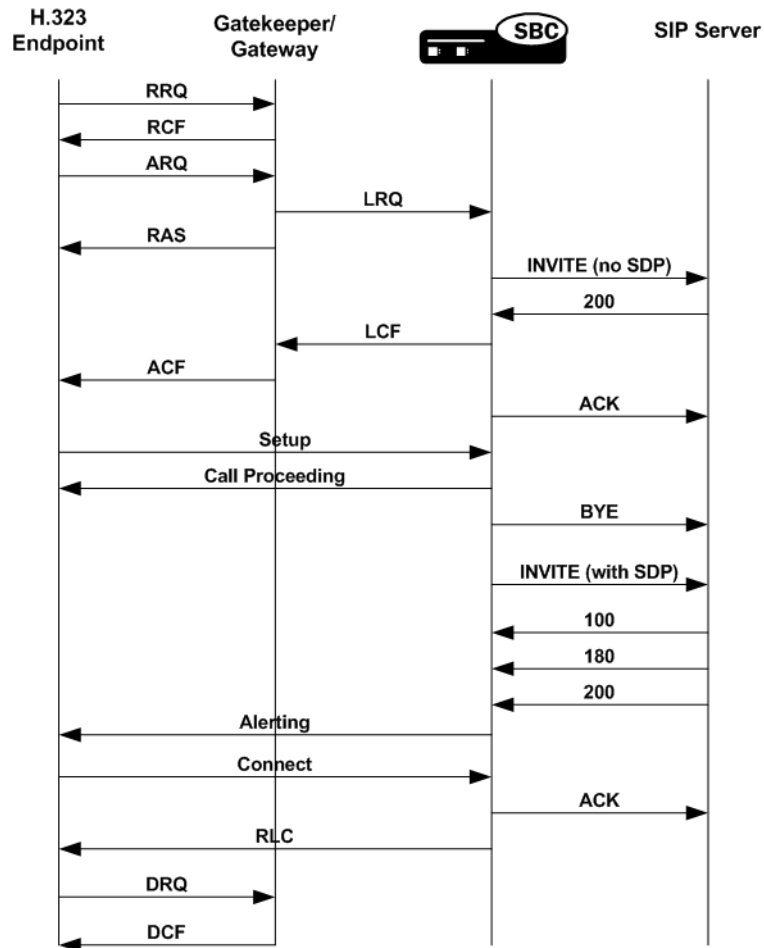 H.323
Endpoint
Gatekeeper/
Gateway
SBC
SIP Server
RRQ
RCF
ARQ
LRQ
RAS
INVITE (no SDP)
200
LCF
ACF
ACK
Setup
Call Proceeding
BYE
INVITE (with SDP)
100
180
200
Alerting
Connect
ACK
RLC
DRQ
DCF